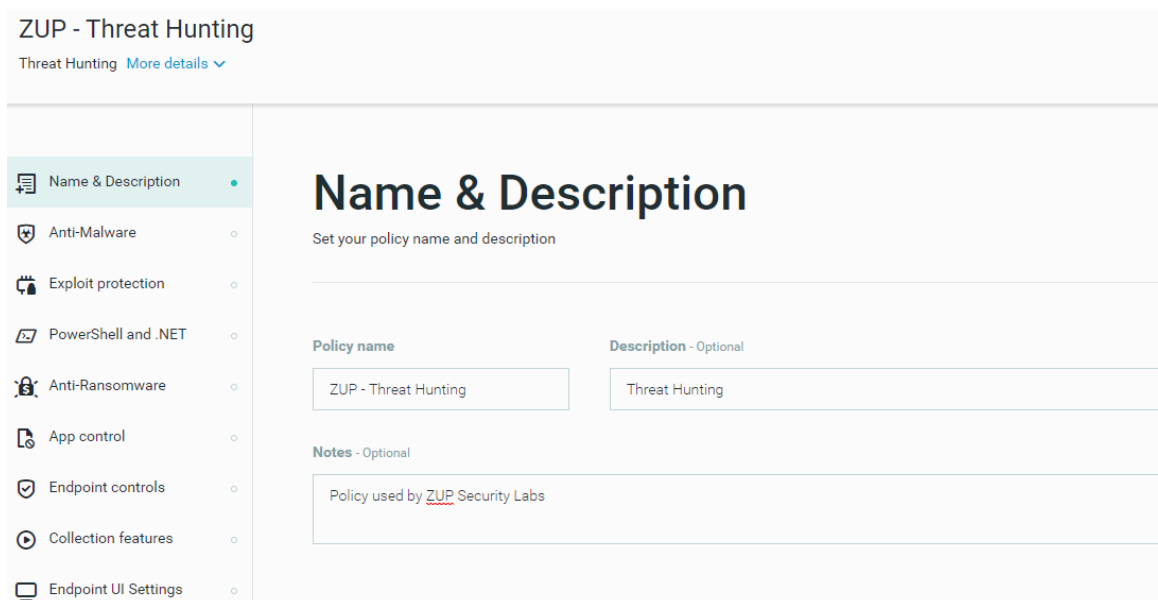 ZUP - Threat Hunting
Threat Hunting More details
Name & Description
Anti-Malware
Exploit protection
PowerShell and .NET
Anti-Ransomware
App control
Endpoint controls
Collection features
Endpoint UI Settings
Name & Description
Set your policy name and description
Policy name
ZUP - Threat Hunting
Description - Optional
Threat Hunting
Notes - Optional
Policy used by ZUP Security Labs